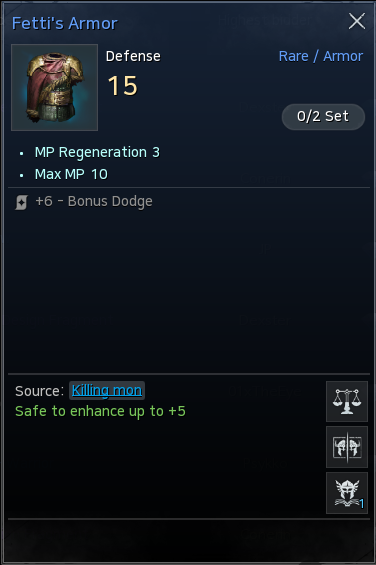 Fetti's Armor
Defense
Rare / Armor
15
0/2 Set
• MP Regeneration 3
• Max MP 10
+6 - Bonus Dodge
Source: Killing mon
Safe to enhance up to +5
1